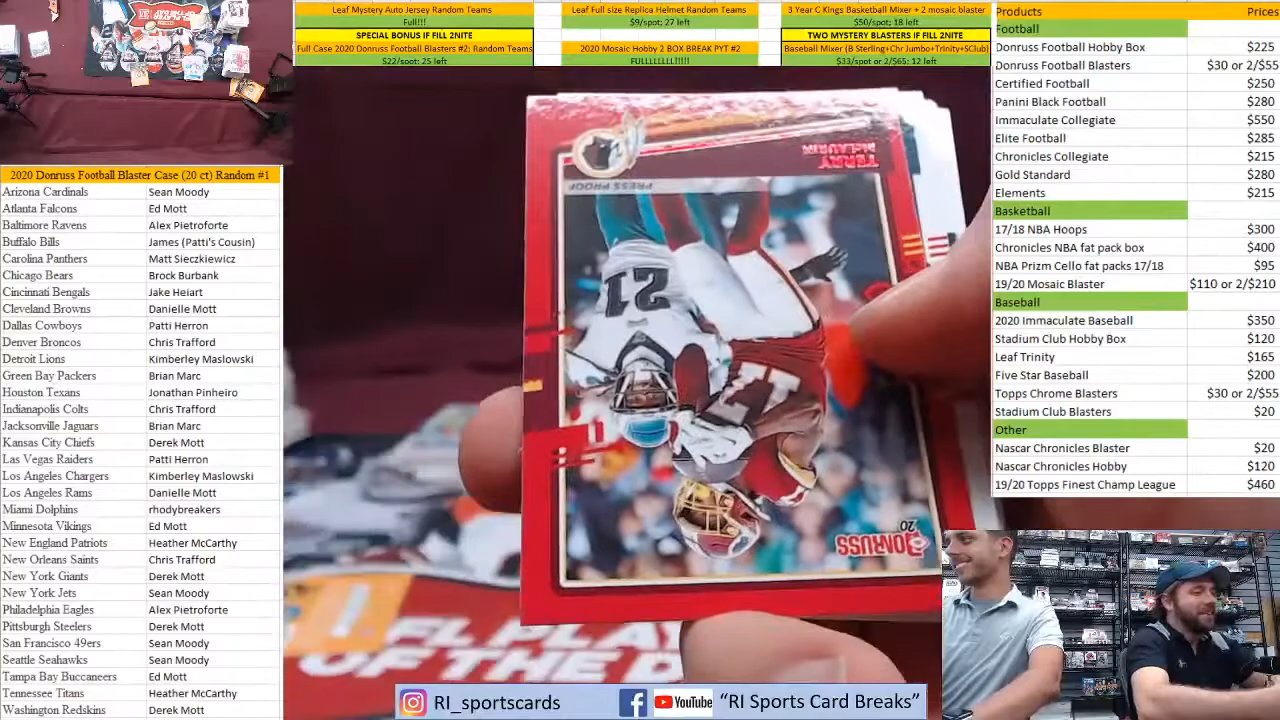 Leaf Mystery Auto Jersey Random Teams
Full!!!
SPECIAL BONUS IF FILL 2NITE
Full Case 2020 Donruss Football Blasters #2: Random Teams
$22/spot: 25 left
Leaf Full size Replica Helmet Random Teams
$9/spot; 27 left
2020 Mosaic Hobby 2 BOX BREAK PYT #2
FULLLLLLLL!!!!!
3 Year C Kings Basketball Mixer + 2 mosaic blaster
$50/spot; 18 left
TWO MYSTERY BLASTERS IF FILL 2NITE
Baseball Mixer (B Sterling+Chr Jumbo+Trinity+SClub)
$33/spot or 2/$65; 12 left
Products Prices
Football
Donruss Football Hobby Box $225
Donruss Football Blasters $30 or 2/$55
Certified Football $250
Panini Black Football $280
Immaculate Collegiate $550
Elite Football $285
Chronicles Collegiate $215
Gold Standard $280
Elements $215
Basketball
17/18 NBA Hoops $300
Chronicles NBA fat pack box $400
NBA Prizm Cello fat packs 17/18 $95
19/20 Mosaic Blaster $110 or 2/$210
Baseball
2020 Immaculate Baseball $350
Stadium Club Hobby Box $120
Leaf Trinity $165
Five Star Baseball $200
Topps Chrome Blasters $30 or 2/$55
Stadium Club Blasters $20
Other
Nascar Chronicles Blaster $20
Nascar Chronicles Hobby $120
19/20 Topps Finest Champ League $460
2020 Donruss Football Blaster Case (20 ct) Random #1
Arizona Cardinals Sean Moody
Atlanta Falcons Ed Mott
Baltimore Ravens Alex Pietroforte
Buffalo Bills James (Patti's Cousin)
Carolina Panthers Matt Sieczkiewicz
Chicago Bears Brock Burbank
Cincinnati Bengals Jake Heiart
Cleveland Browns Danielle Mott
Dallas Cowboys Patti Herron
Denver Broncos Chris Trafford
Detroit Lions Kimberley Maslowski
Green Bay Packers Brian Marc
Houston Texans Jonathan Pinheiro
Indianapolis Colts Chris Trafford
Jacksonville Jaguars Brian Marc
Kansas City Chiefs Derek Mott
Las Vegas Raiders Patti Herron
Los Angeles Chargers Kimberley Maslowski
Los Angeles Rams Danielle Mott
Miami Dolphins rhodybreakers
Minnesota Vikings Ed Mott
New England Patriots Heather McCarthy
New Orleans Saints Chris Trafford
New York Giants Derek Mott
New York Jets Sean Moody
Philadelphia Eagles Alex Pietroforte
Pittsburgh Steelers Derek Mott
San Francisco 49ers Sean Moody
Seattle Seahawks Sean Moody
Tampa Bay Buccaneers Ed Mott
Tennessee Titans Heather McCarthy
Washington Redskins Derek Mott
TERRY
McLAURIN
PRESS PROOF
21
17
20
DONRUSS
FL PLAY
OF THE D
RI_sportscards
YouTube
"RI Sports Card Breaks"